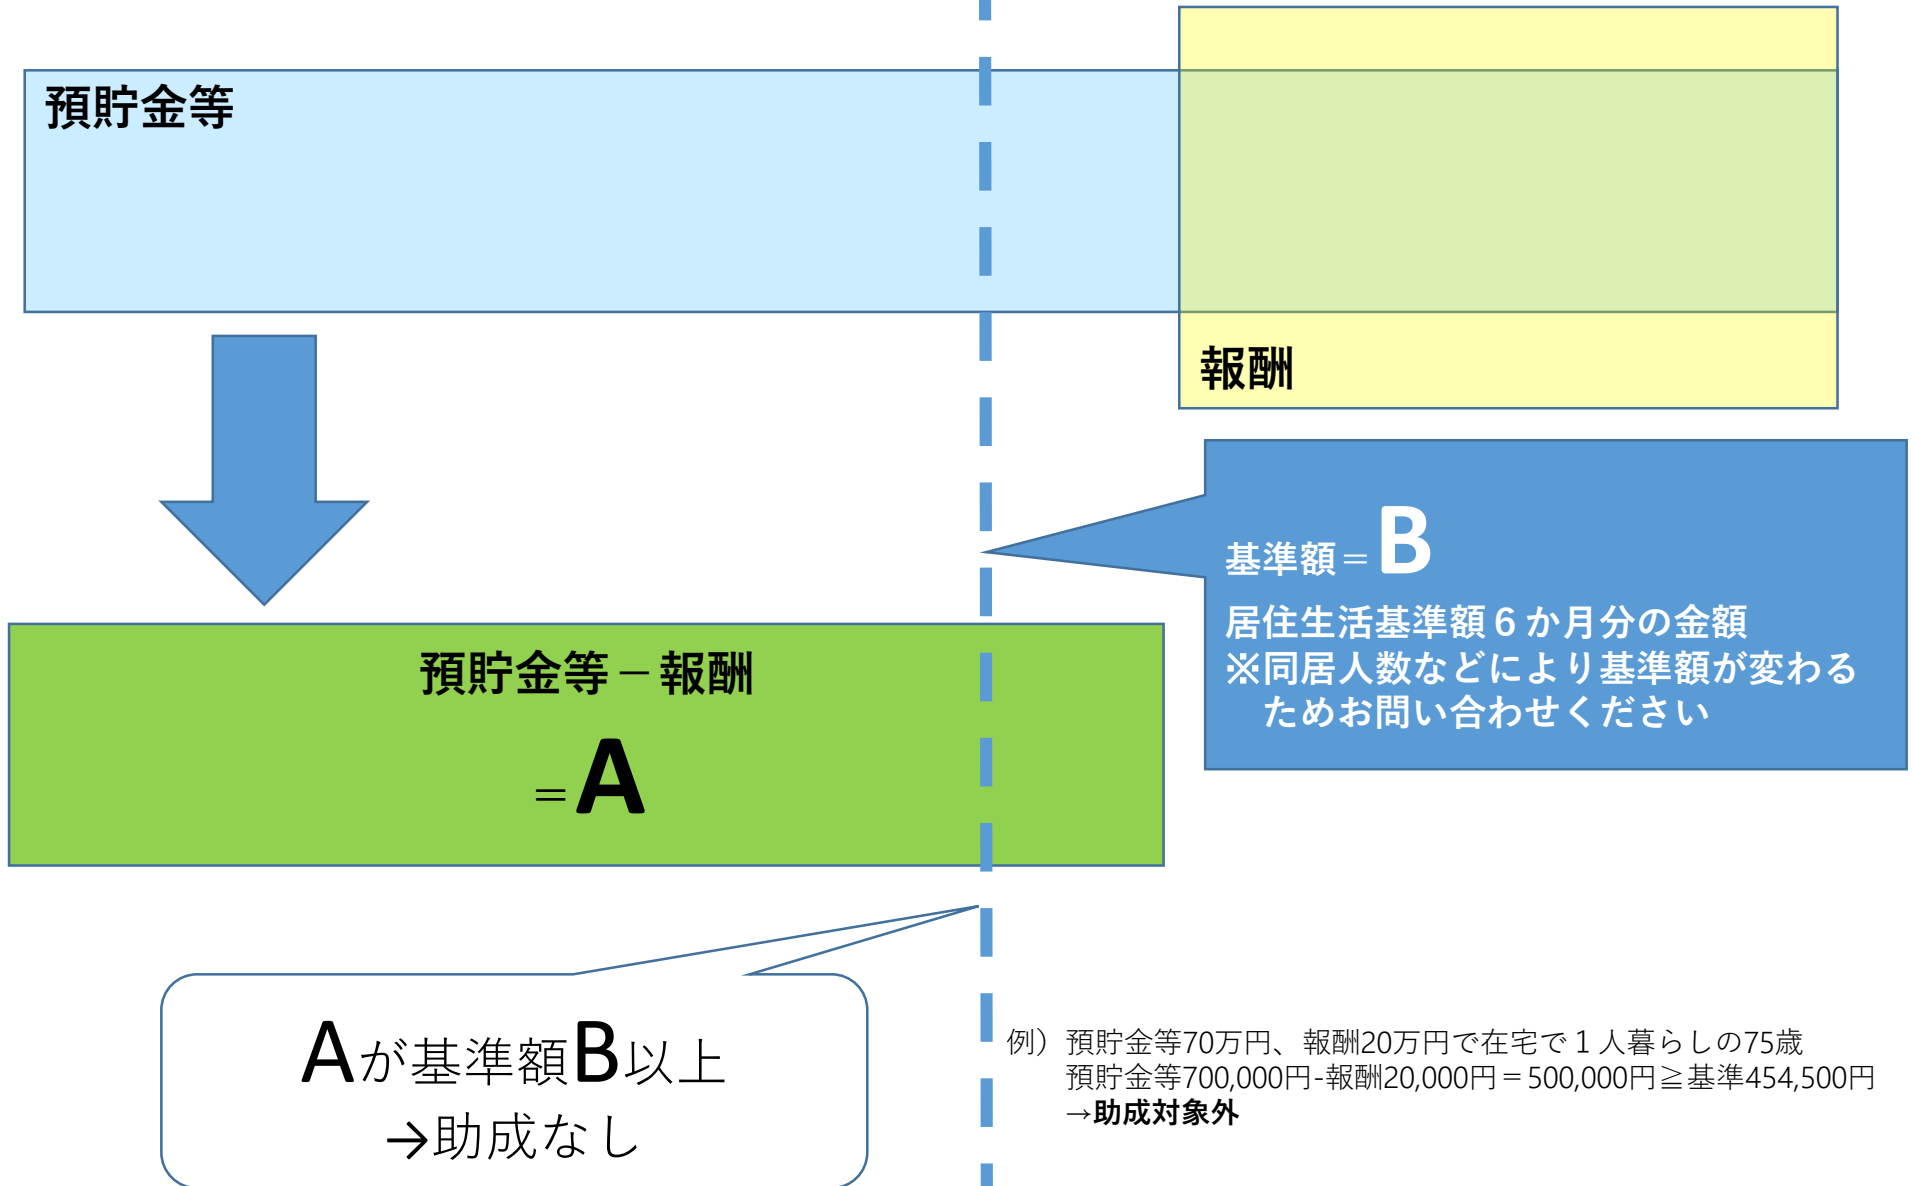 預貯金等
報酬
基準額＝B
居住生活基準額６か月分の金額
※同居人数などにより基準額が変わる
ためお問い合わせください
預貯金等－報酬
＝A
Aが基準額B以上
→助成なし
例）預貯金等70万円、報酬20万円で在宅で１人暮らしの75歳
預貯金等700,000円-報酬20,000円＝500,000円≧基準454,500円
→助成対象外